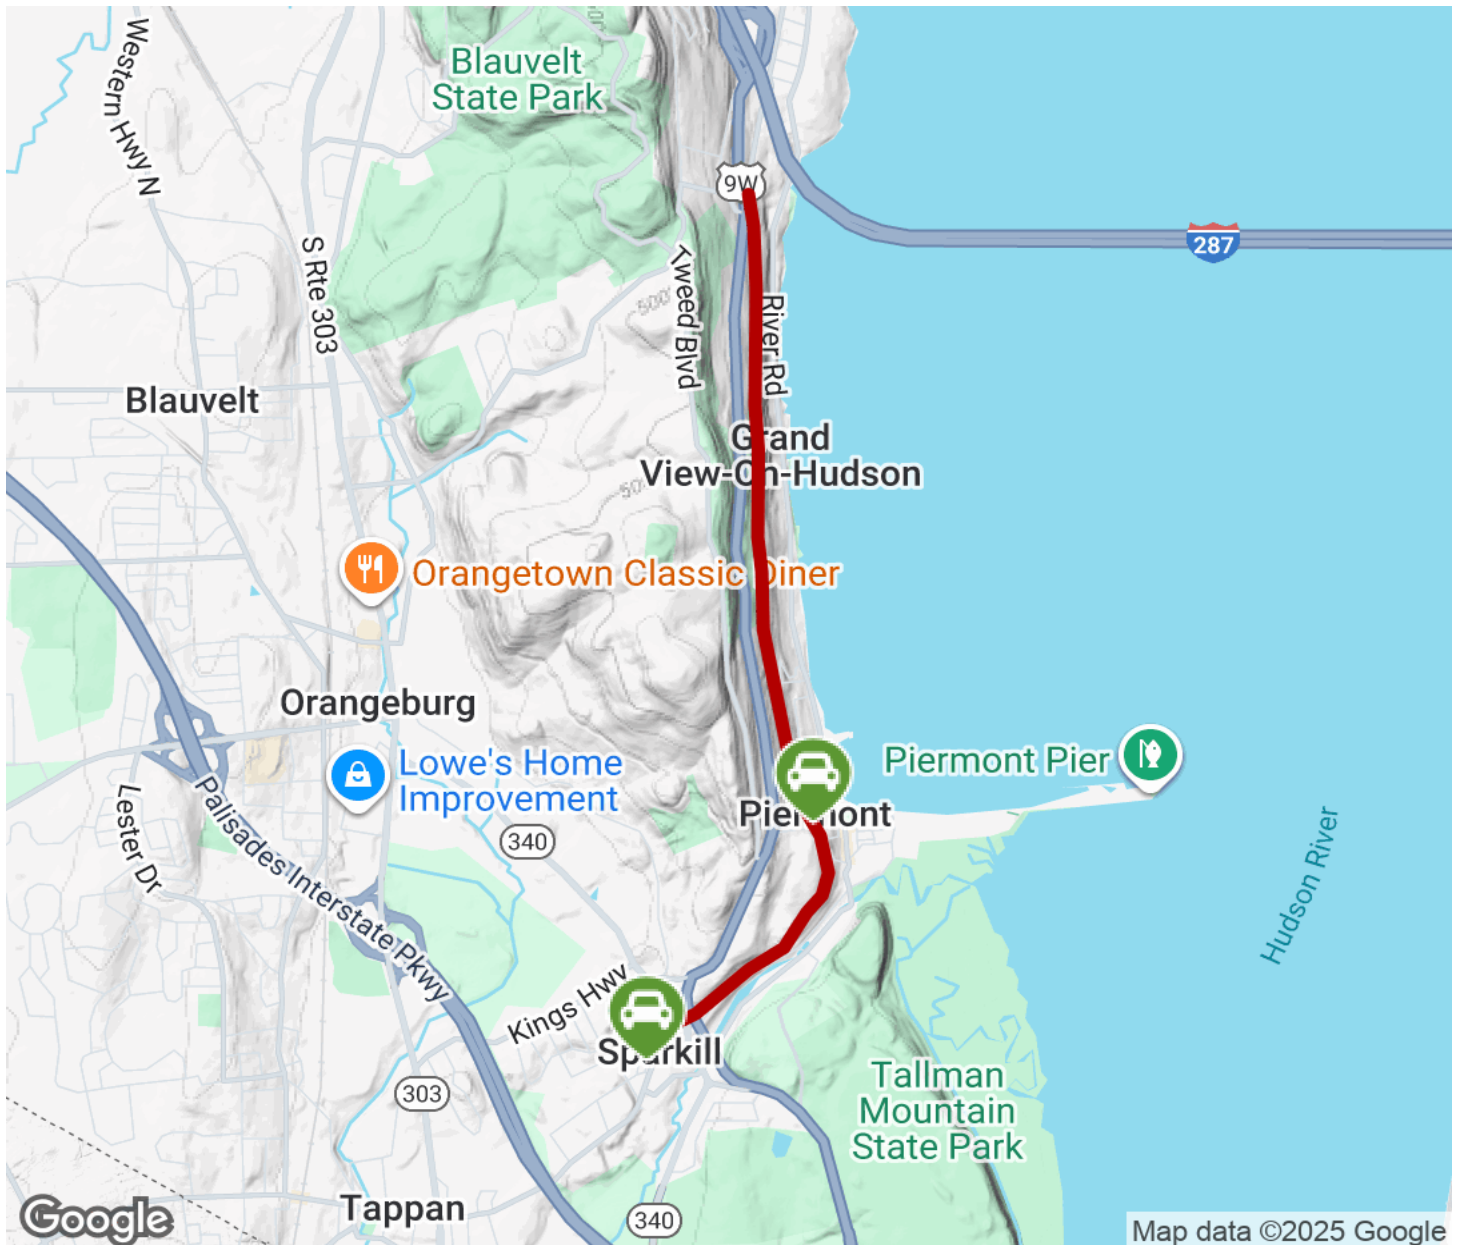 Western Hwy N
Blauvelt
State Park
9W
287
S Rte 303
Tweed Blvd
500
River Rd
Blauvelt
Grand
View-On-Hudson
500
Orangetown Classic Diner
Orangeburg
Lowe's Home
Improvement
Piermont Pier
Piermont
Lester Dr
Palisades Interstate Pkwy
340
Hudson River
Kings Hwy
Sparkill
303
Tallman
Mountain
State Park
Tappan
340
Google
Map data ©2025 Google